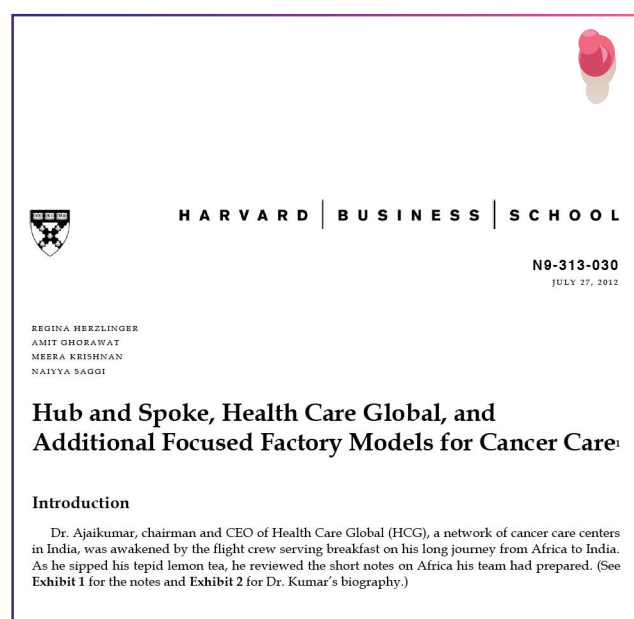 HARVARD | BUSINESS | SCHOOL
N9-313-030
JULY 27, 2012
REGINA HERZLINGER
AMIT GHORAWAT
MEERA KRISHNAN
NAIYYA SAGGI
Hub and Spoke, Health Care Global, and
Additional Focused Factory Models for Cancer Care1
Introduction
Dr. Ajaikumar, chairman and CEO of Health Care Global (HCG), a network of cancer care centers
in India, was awakened by the flight crew serving breakfast on his long journey from Africa to India.
As he sipped his tepid lemon tea, he reviewed the short notes on Africa his team had prepared. (See
Exhibit 1 for the notes and Exhibit 2 for Dr. Kumar's biography.)